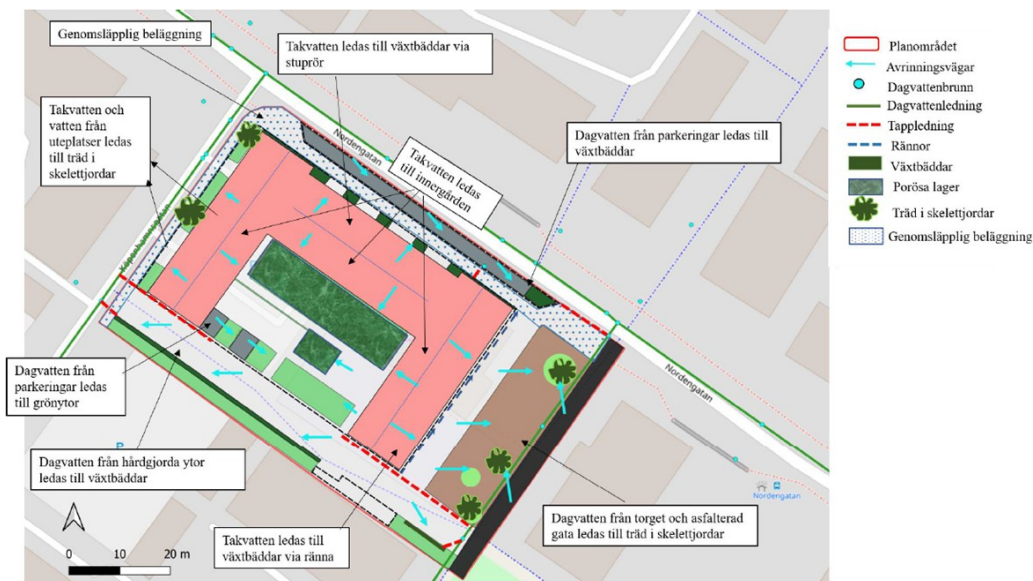 Genomsläpplig beläggning
Takvatten ledas till växtbäddar via
stuprör
Takvatten och
vatten från
uteplatser ledas
till träd i
skelettjordar
Nordengatan
Dagvatten från parkeringar ledas till
växtbäddar
Takvatten ledas
till innergården
Nordengatan
Dagvatten från
parkeringar ledas
till grönytor
P
Dagvatten från hårdgjorda ytor
ledas till växtbäddar
Takvatten ledas till
växtbäddar via ränna
Dagvatten från torget och asfalterad
gata ledas till träd i skelettjordar
Nordengatan
0 10 20 m
Planområdet
Avrinningsvägar
Dagvattenbrunn
Dagvattenledning
Tappledning
Rännor
Växtbäddar
Porösa lager
Träd i skelettjordar
Genomsläpplig beläggning